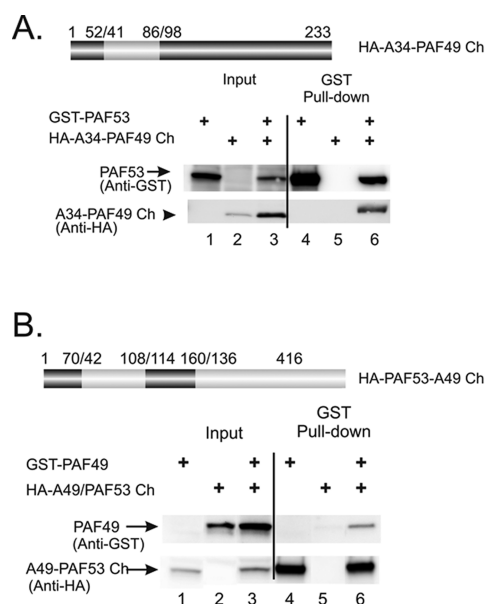 A.
1 52/41 86/98 233
HA-A34-PAF49 Ch
Input GST
Pull-down
GST-PAF53 + + + +
HA-A34-PAF49 Ch + + + +
PAF53
(Anti-GST)
A34-PAF49 Ch
(Anti-HA)
1 2 3 4 5 6
B.
1 70/42 108/114 160/136 416
HA-PAF53-A49 Ch
Input GST
Pull-down
GST-PAF49 + + + +
HA-A49/PAF53 Ch + + + +
PAF49
(Anti-GST)
A49-PAF53 Ch
(Anti-HA)
1 2 3 4 5 6